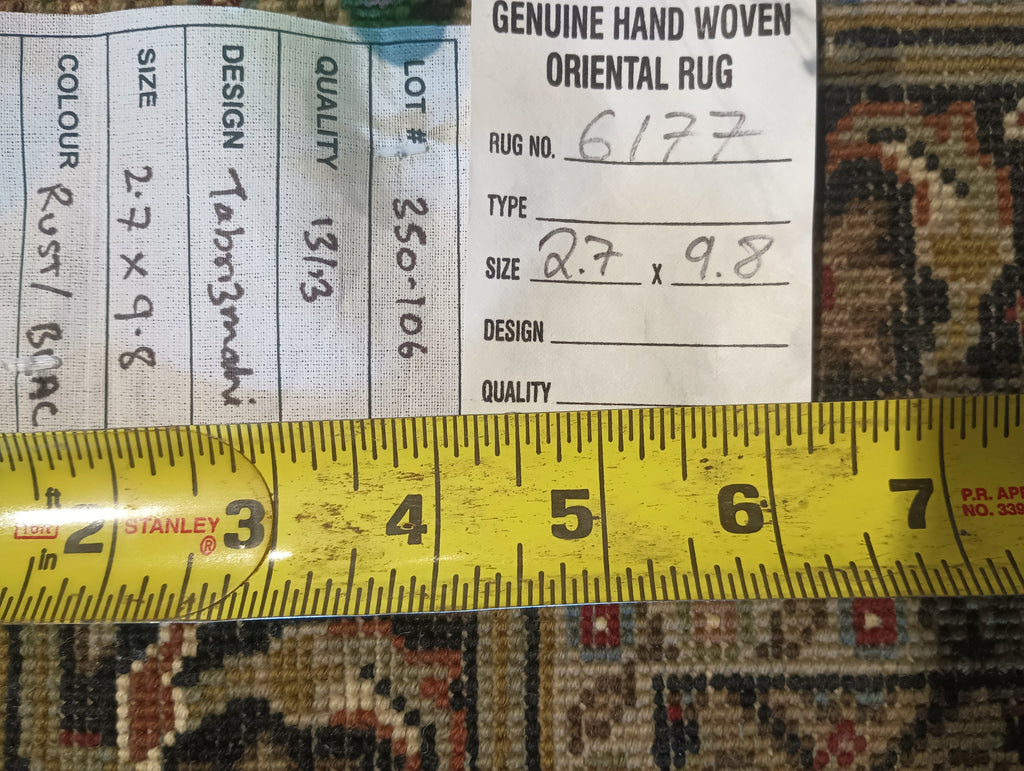 LOT # 350-106
QUALITY 13/13
DESIGN Tabrizmahi
SIZE 2.7 x 9.8
COLOUR RUST/ BLAC
GENUINE HAND WOVEN
ORIENTAL RUG
RUG NO. 6177
TYPE
SIZE 2.7 x 9.8
DESIGN
QUALITY
2 3 4 5 6 7
ft
in
STANLEY®
P.R. APP
NO. 339